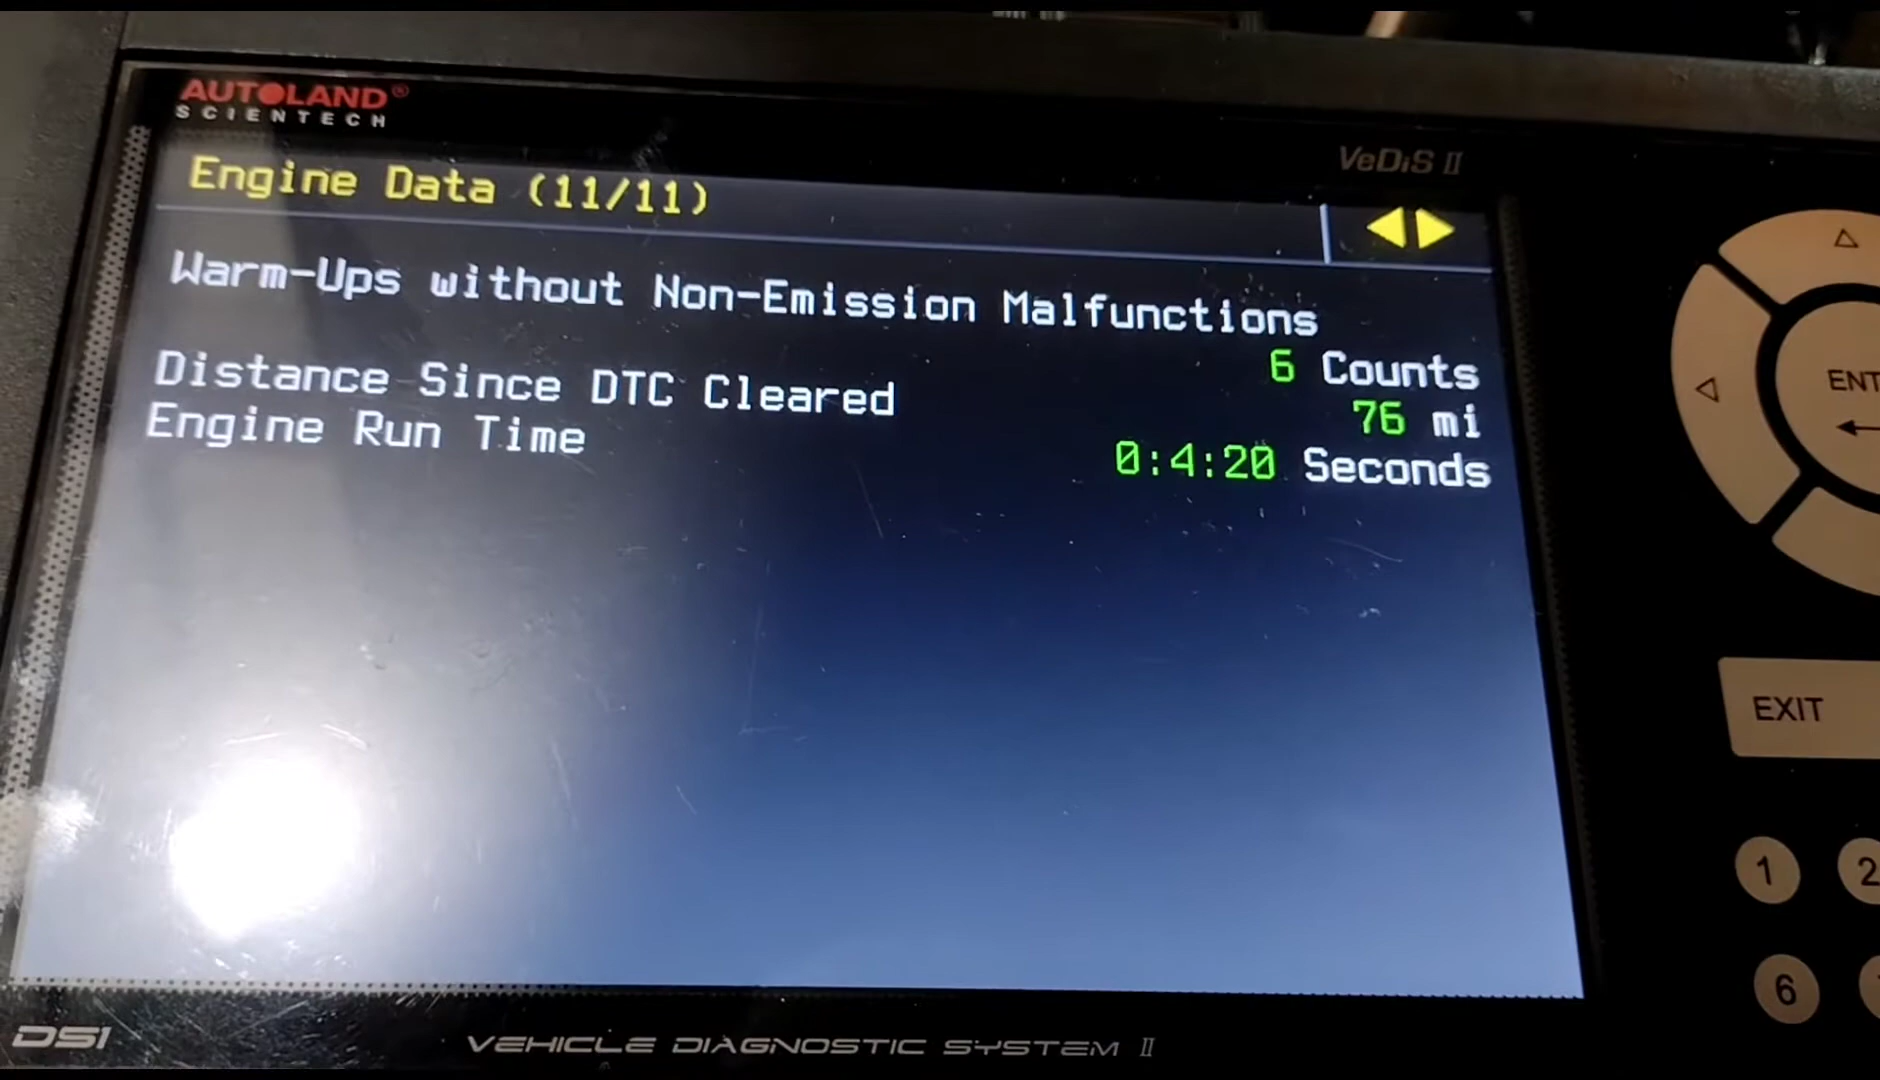 AUTOLAND®
SCIENTECH
VeDiS II
Engine Data (11/11)
Warm-Ups without Non-Emission Malfunctions
6 Counts
Distance Since DTC Cleared 76 mi
Engine Run Time 0:4:20 Seconds
EXIT
1 2
6
DSI VEHICLE DIAGNOSTIC SYSTEM II